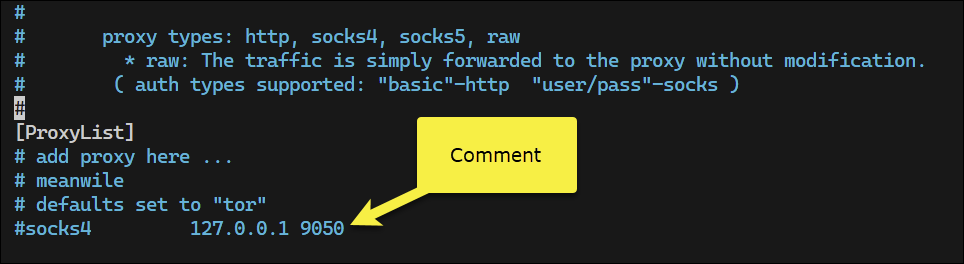 #
#       proxy types: http, socks4, socks5, raw
#         * raw: The traffic is simply forwarded to the proxy without modification.
#        ( auth types supported: "basic"-http  "user/pass"-socks )
#
[ProxyList]
# add proxy here ...
# meanwile
# defaults set to "tor"
#socks4         127.0.0.1 9050
Comment